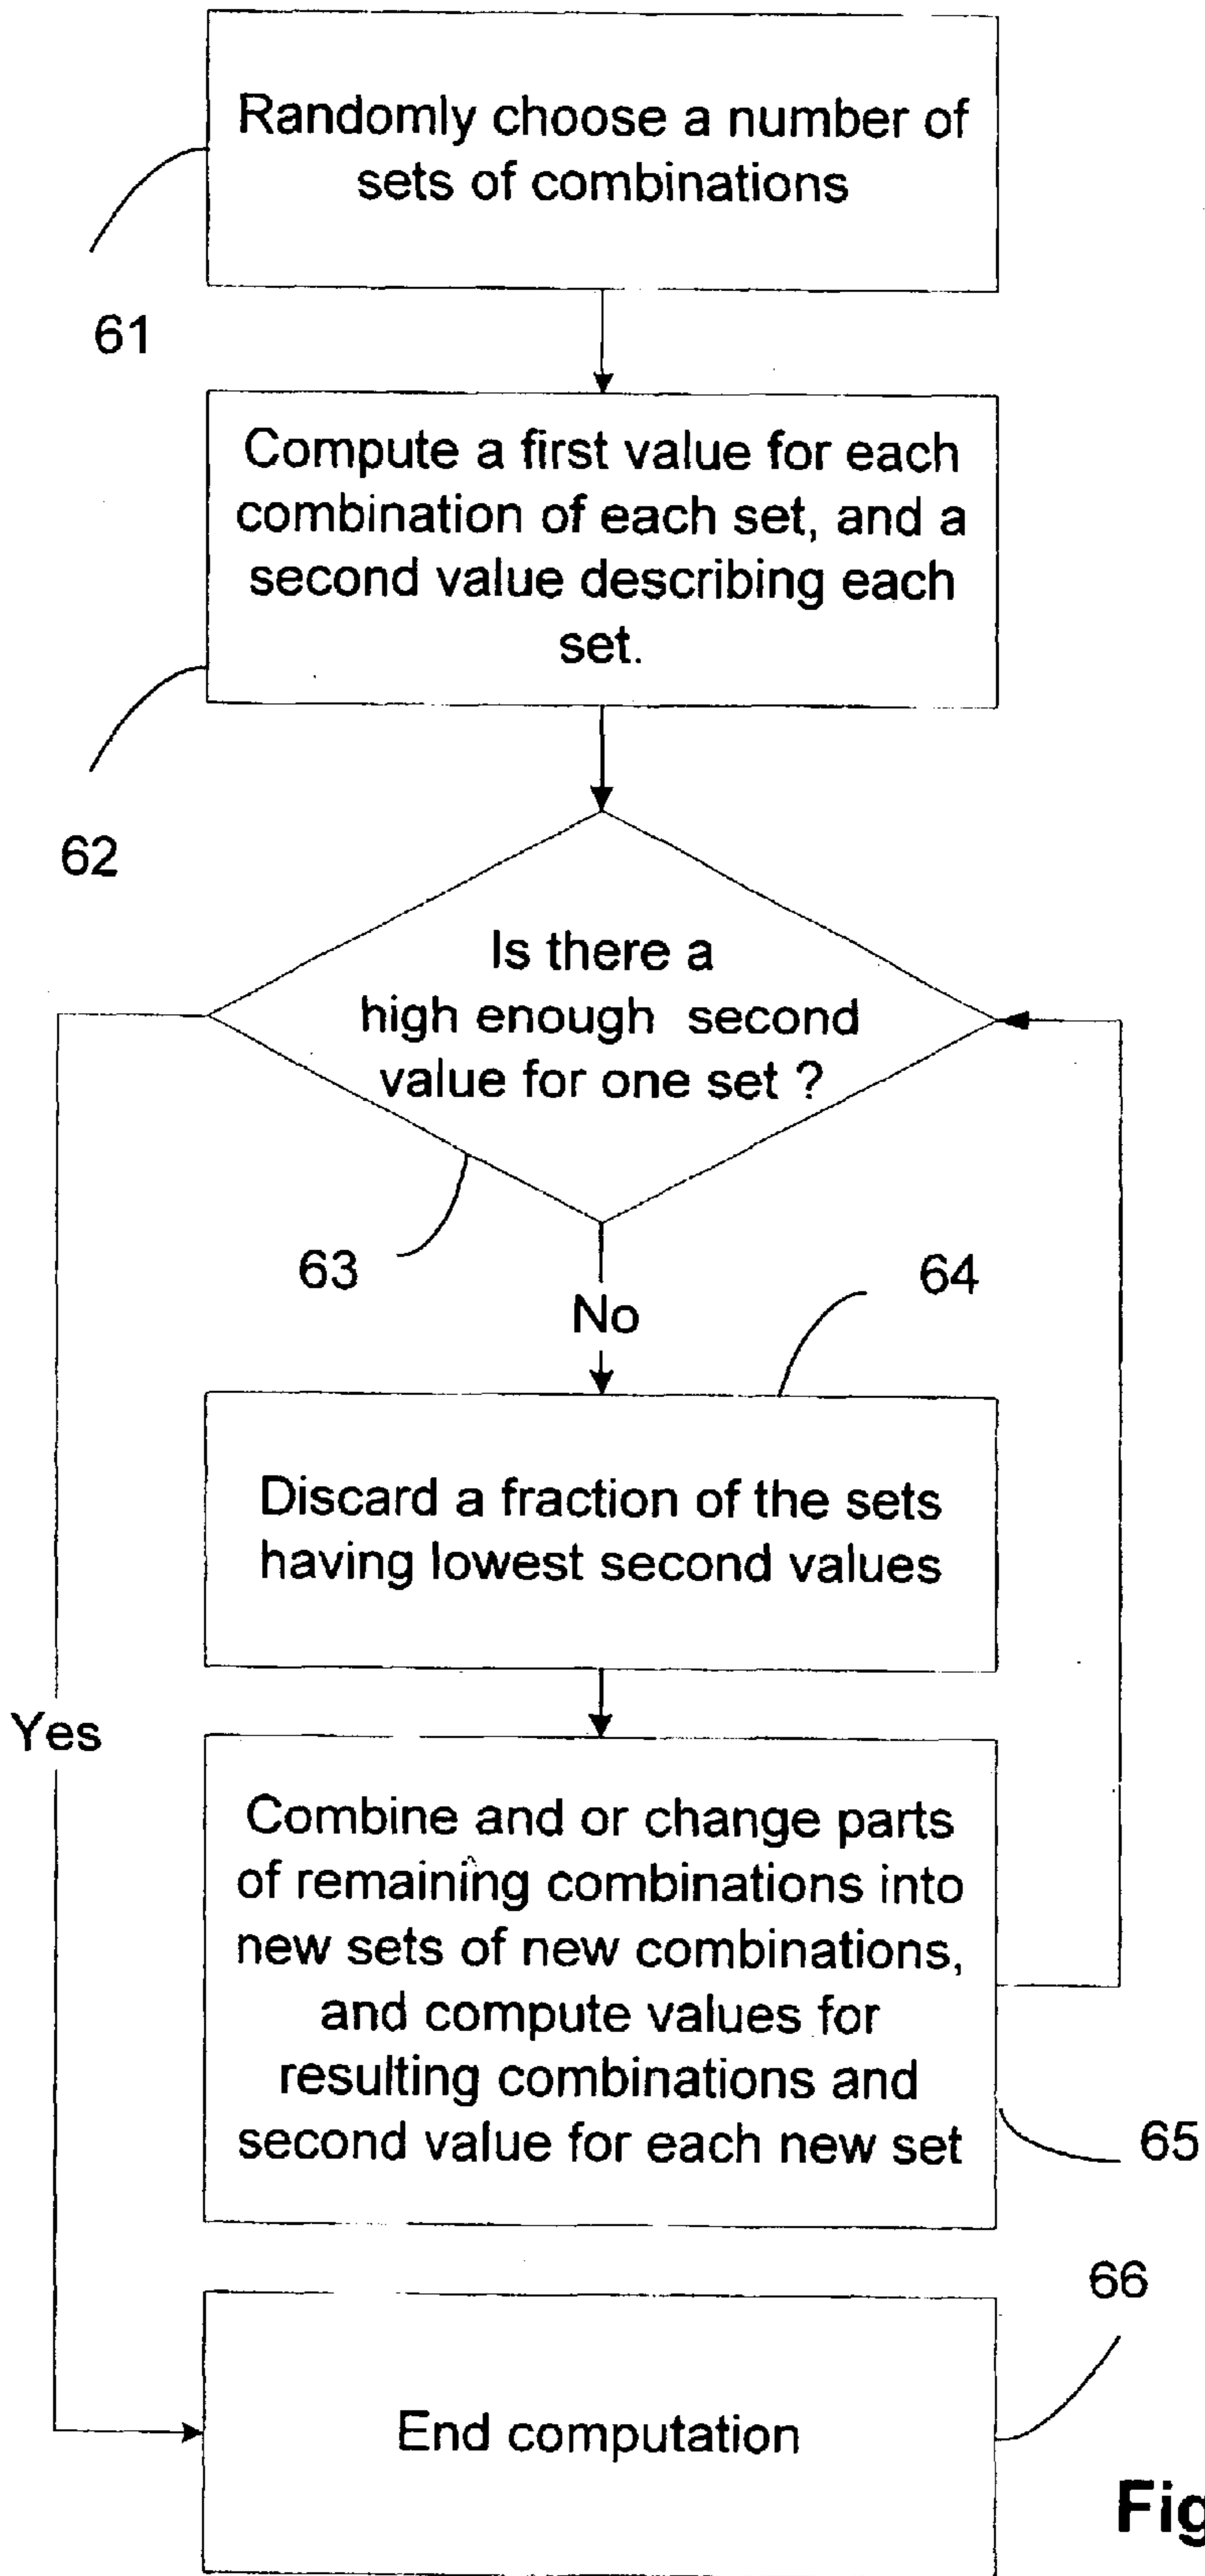 Randomly choose a number of
sets of combinations
61
Compute a first value for each
combination of each set, and a
second value describing each
set.
62
Is there a
high enough second
value for one set ?
63
No
64
Discard a fraction of the sets
having lowest second values
Yes
Combine and or change parts
of remaining combinations into
new sets of new combinations,
and compute values for
resulting combinations and
second value for each new set
65
66
End computation
Fig